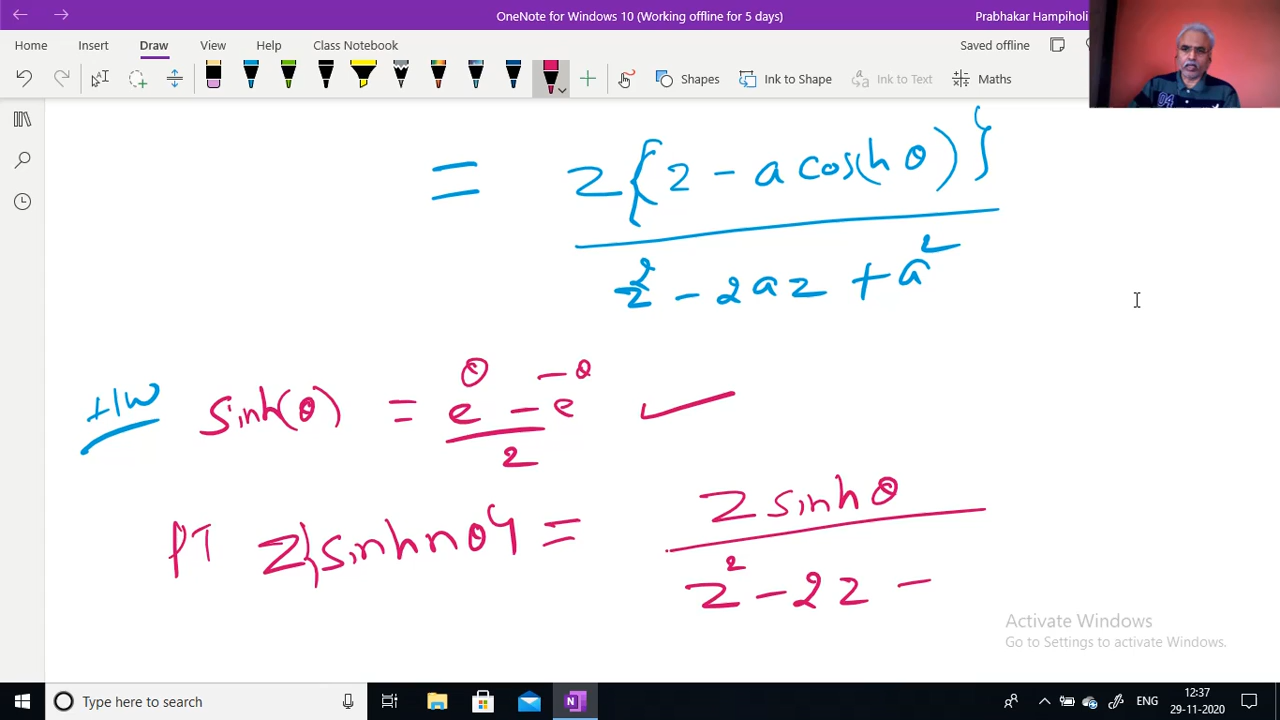 OneNote for Windows 10 (Working offline for 5 days)
Prabhakar Hampiholi
Home Insert Draw View Help Class Notebook
Saved offline
Shapes Ink to Shape Ink to Text Maths
04
= z{z - a cosh θ)}
z² - 2az + a²
H/W sinh(θ) = e^θ - e^-θ
2
PT Z{sinh nθ} = z sinh θ
z² - 2z -
Activate Windows
Go to Settings to activate Windows.
Type here to search
ENG
12:37
29-11-2020